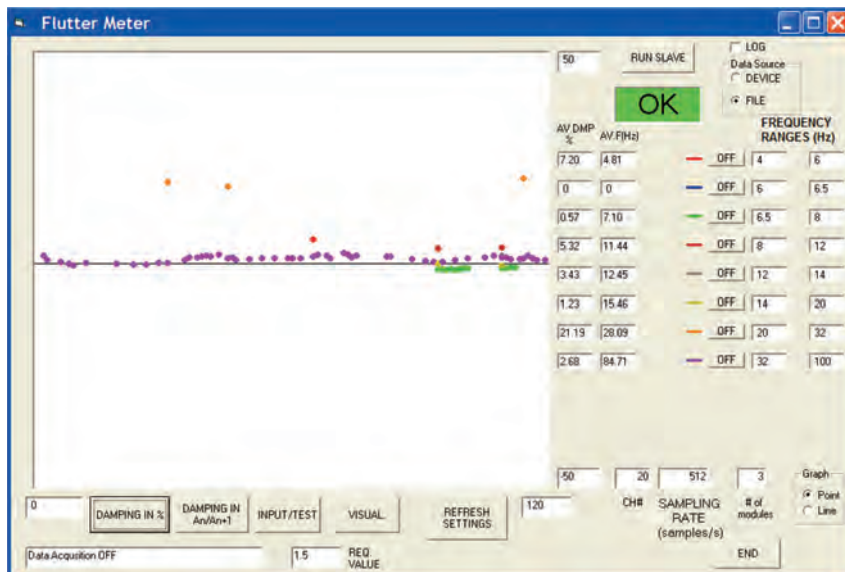 Flutter Meter
50
RUN SLAVE
LOG
Data Source
DEVICE
FILE
OK
AV DMP %
AV.F(Hz)
FREQUENCY RANGES (Hz)
7.20 4.81 OFF 4 6
0 0 OFF 6 6.5
0.57 7.10 OFF 6.5 8
5.32 11.44 OFF 8 12
3.43 12.45 OFF 12 14
1.23 15.46 OFF 14 20
21.19 28.09 OFF 20 32
2.68 84.71 OFF 32 100
-50 20 512 3
CH# SAMPLING RATE (samples/s) # of modules
Graph
Point
Line
0
DAMPING IN %
DAMPING IN An/An+1
INPUT/TEST
VISUAL
REFRESH SETTINGS
120
Data Acqusition OFF
1.5
REQ VALUE
END